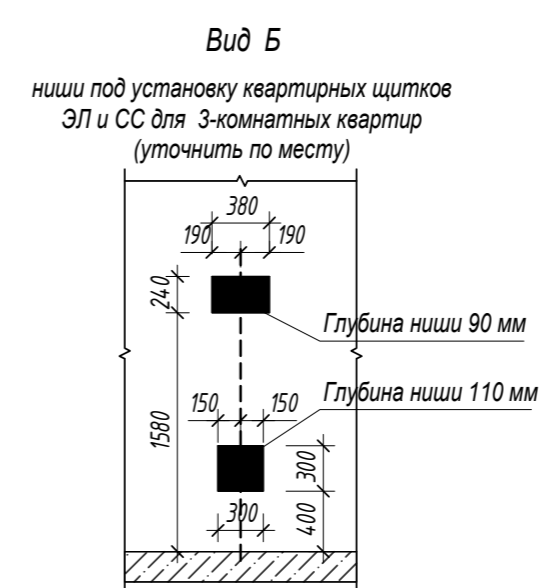 Вид Б
ниши под установку квартирных щитков
ЭЛ и СС для 3-комнатных квартир
(уточнить по месту)
380
190 190
240
Глубина ниши 90 мм
1580
Глубина ниши 110 мм
150 150
300
300
400